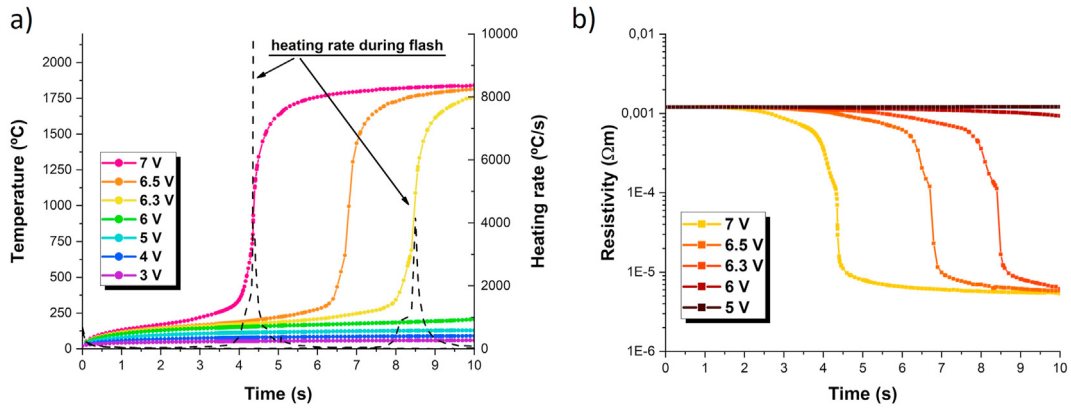 a)
heating rate during flash
Temperature (ºC)
2000
1750
1500
1250
1000
750
500
250
0
7 V
6.5 V
6.3 V
6 V
5 V
4 V
3 V
0 1 2 3 4 5 6 7 8 9 10
Time (s)
10000
8000
6000
4000
2000
0
Heating rate (ºC/s)
b)
Resistivity (Ωm)
0,01
0,001
1E-4
1E-5
1E-6
7 V
6.5 V
6.3 V
6 V
5 V
0 1 2 3 4 5 6 7 8 9 10
Time (s)